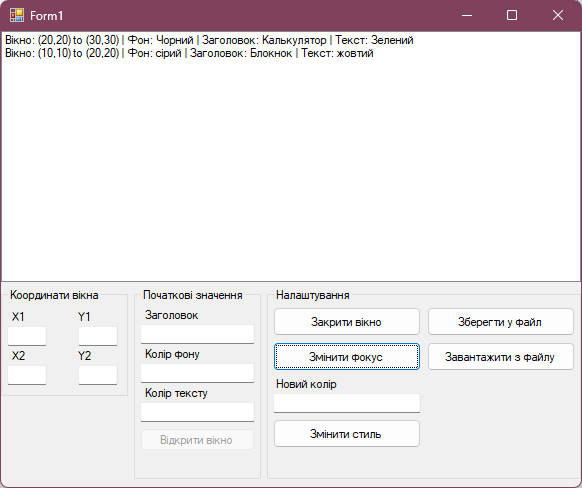 Form1
Вікно: (20,20) to (30,30) | Фон: Чорний | Заголовок: Калькулятор | Текст: Зелений
Вікно: (10,10) to (20,20) | Фон: сірий | Заголовок: Блокнок | Текст: жовтий
Координати вікна
X1 Y1
X2 Y2
Початкові значення
Заголовок
Колір фону
Колір тексту
Відкрити вікно
Налаштування
Закрити вікно Зберегти у файл
Змінити фокус Завантажити з файлу
Новий колір
Змінити стиль